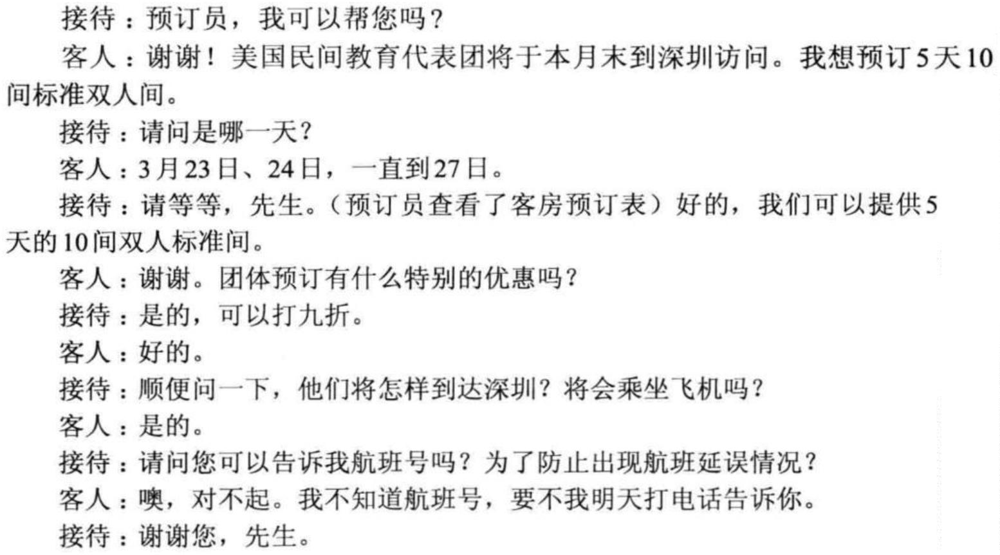 接待：预订员，我可以帮您吗？
客人：谢谢！美国民间教育代表团将于本月末到深圳访问。我想预订5天10
间标准双人间。
接待：请问是哪一天？
客人：3月23日、24日，一直到27日。
接待：请等等，先生。（预订员查看了客房预订表）好的，我们可以提供5
天的10间双人标准间。
客人：谢谢。团体预订有什么特别的优惠吗？
接待：是的，可以打九折。
客人：好的。
接待：顺便问一下，他们将怎样到达深圳？将会乘坐飞机吗？
客人：是的。
接待：请问您可以告诉我航班号吗？为了防止出现航班延误情况？
客人：噢，对不起。我不知道航班号，要不我明天打电话告诉你。
接待：谢谢您，先生。